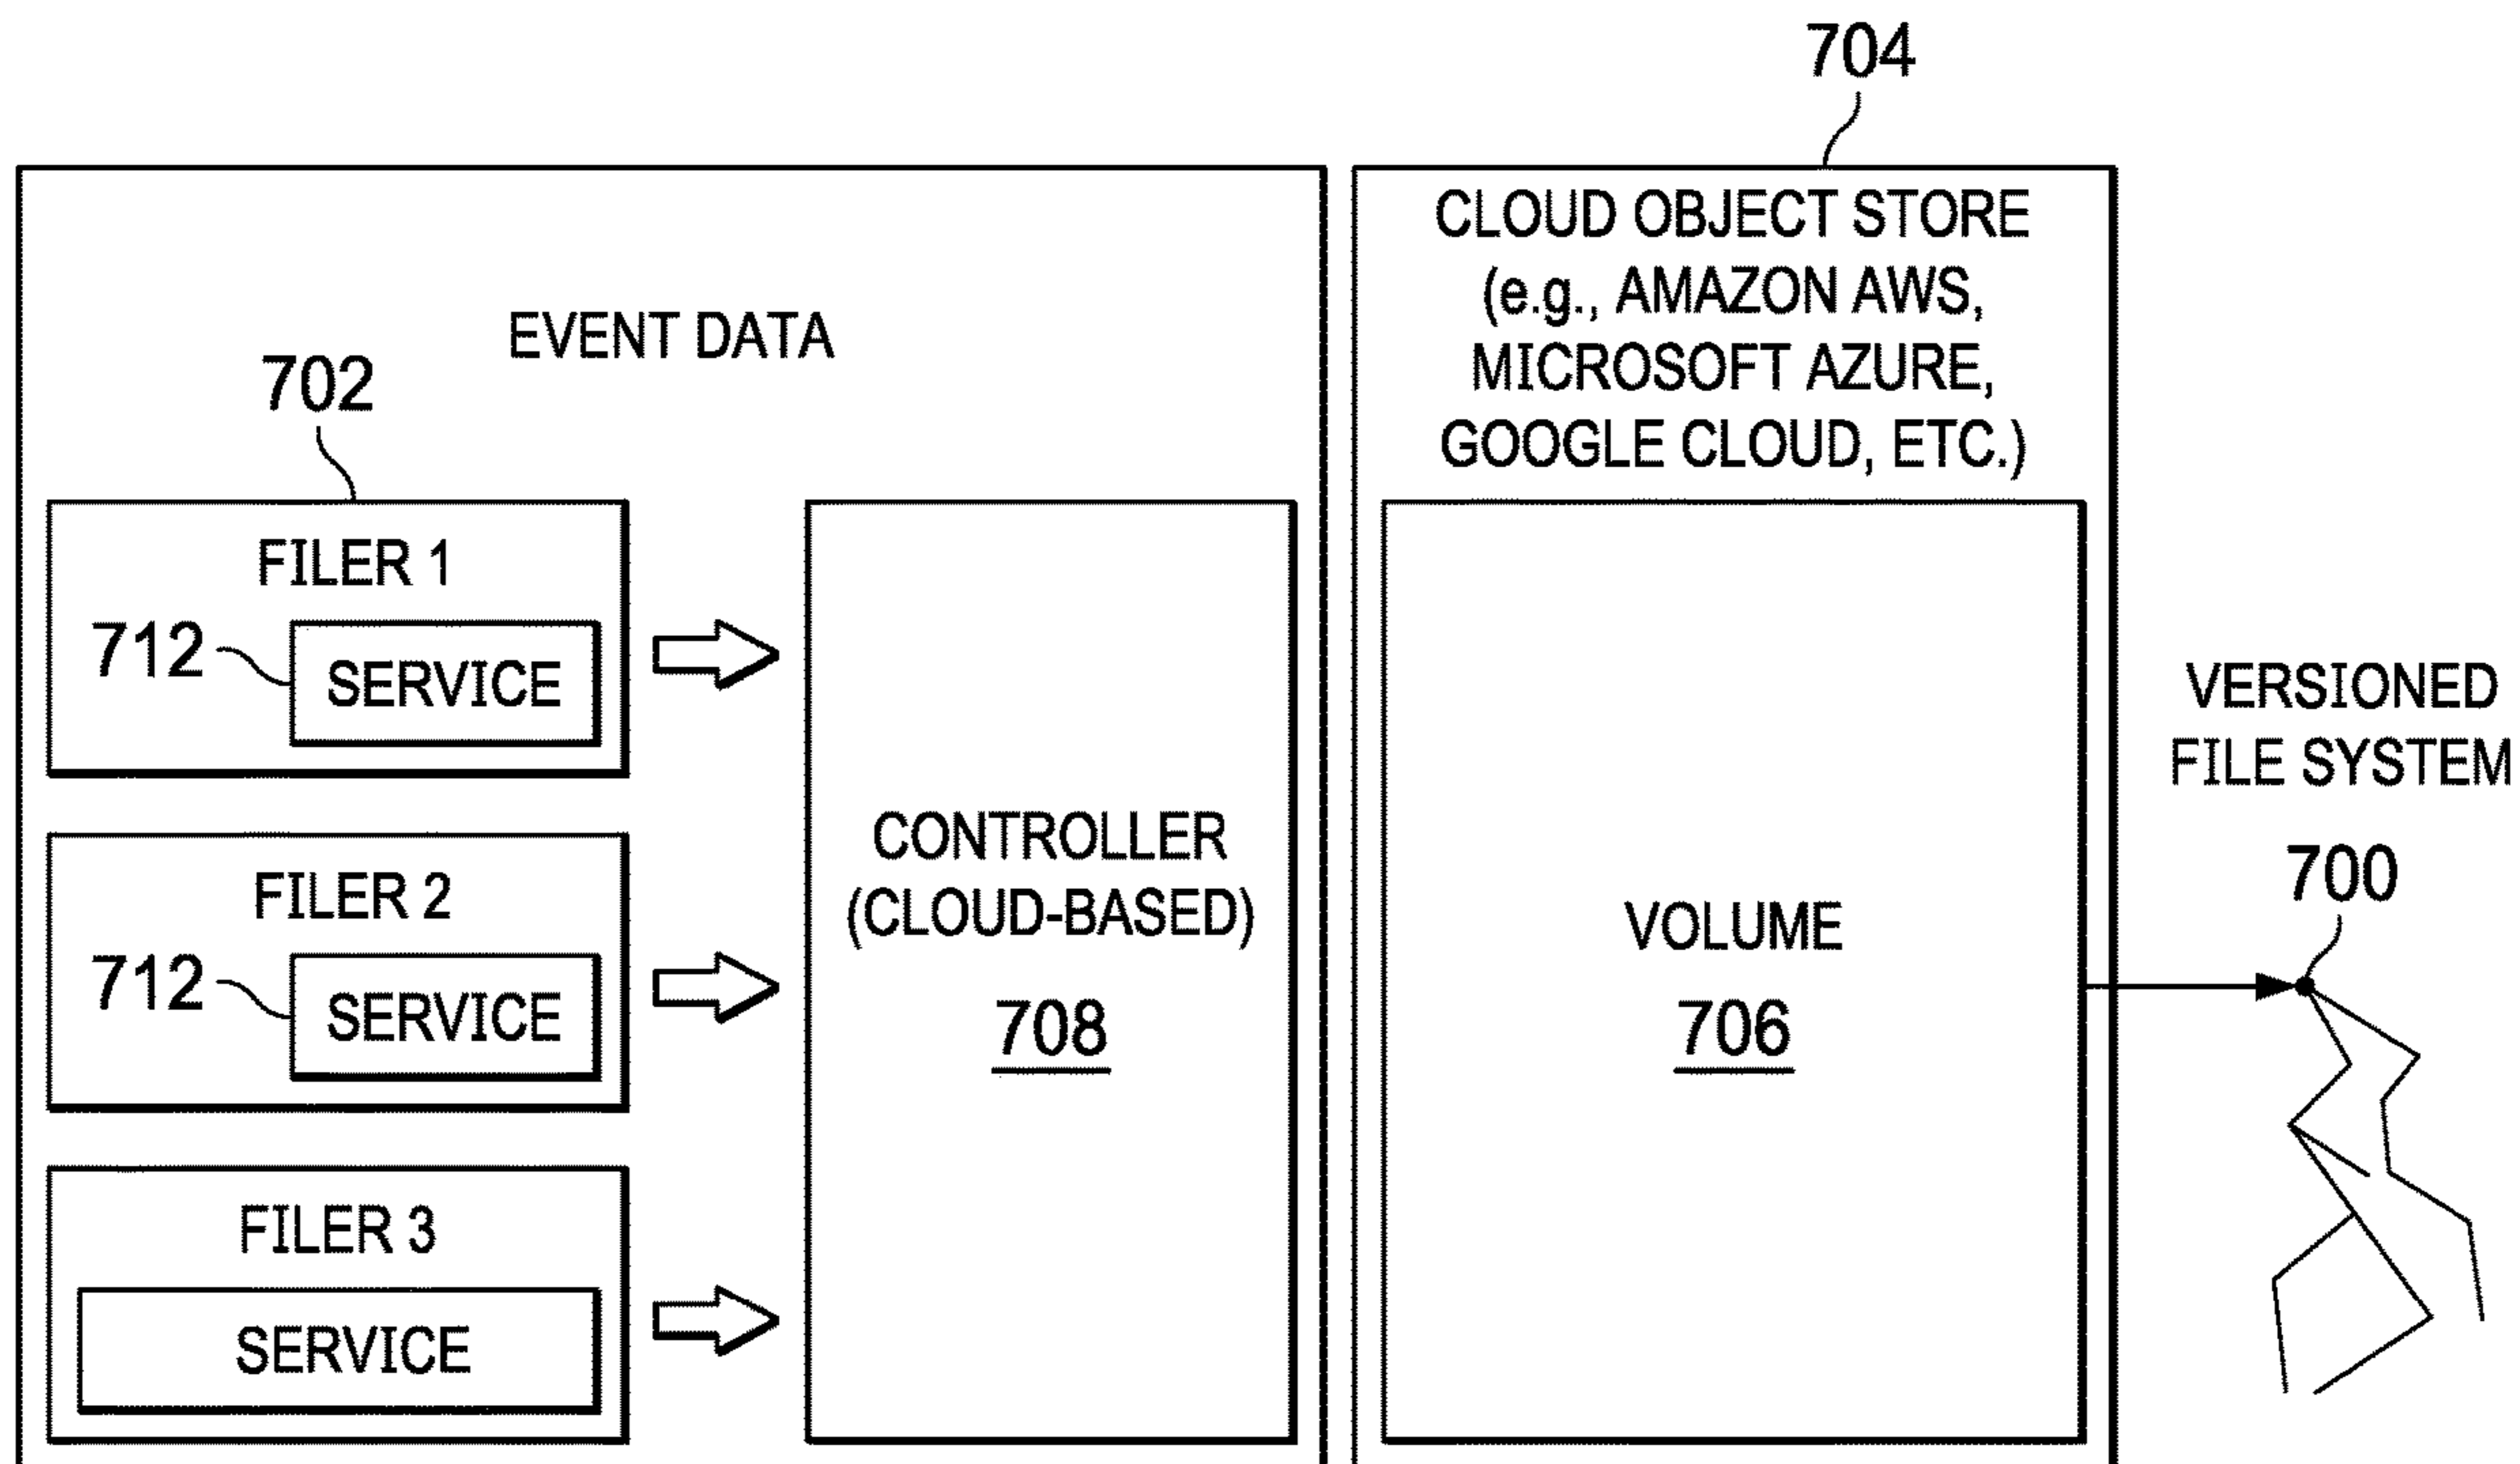 704
CLOUD OBJECT STORE
(e.g., AMAZON AWS,
MICROSOFT AZURE,
GOOGLE CLOUD, ETC.)
EVENT DATA
702
FILER 1
712
SERVICE
FILER 2
712
SERVICE
FILER 3
SERVICE
CONTROLLER
(CLOUD-BASED)
708
VOLUME
706
VERSIONED
FILE SYSTEM
700